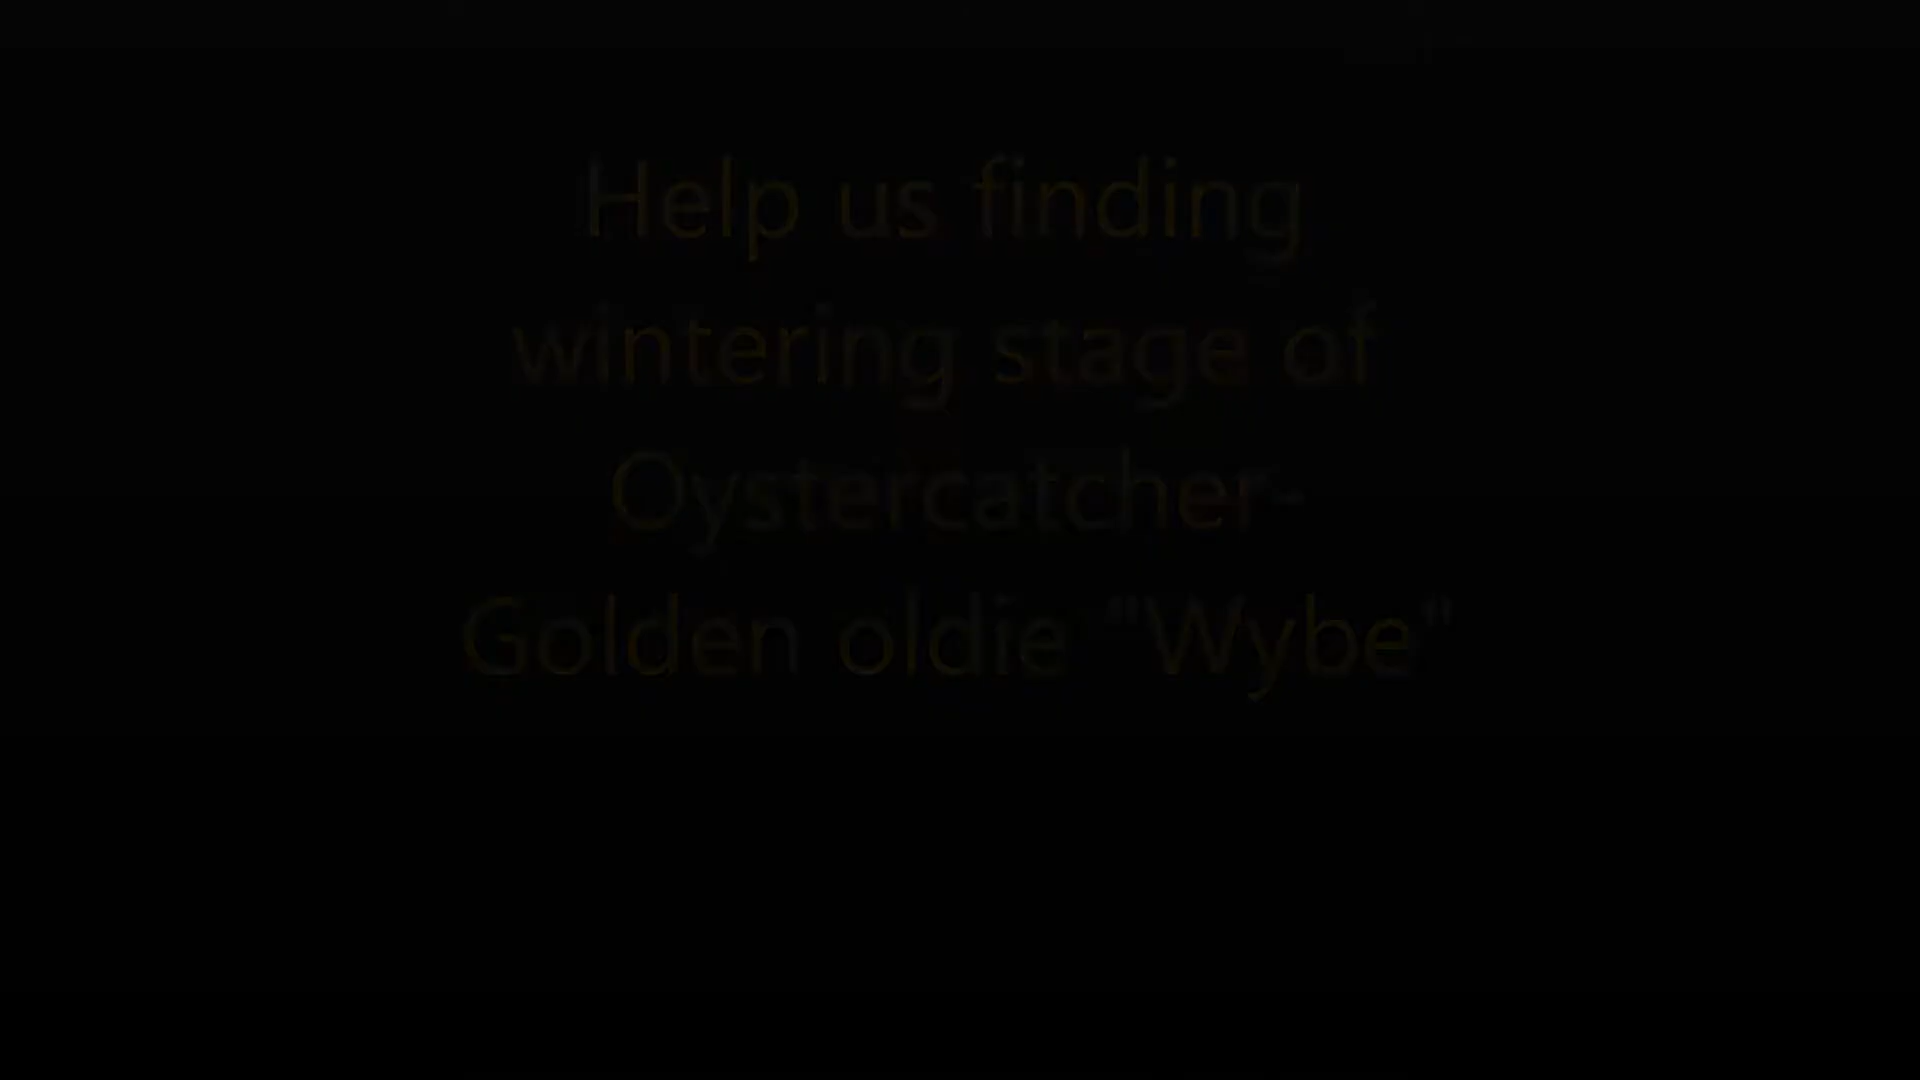 Help us finding
wintering stage of
Oystercatcher-
Golden oldie "Wybe"